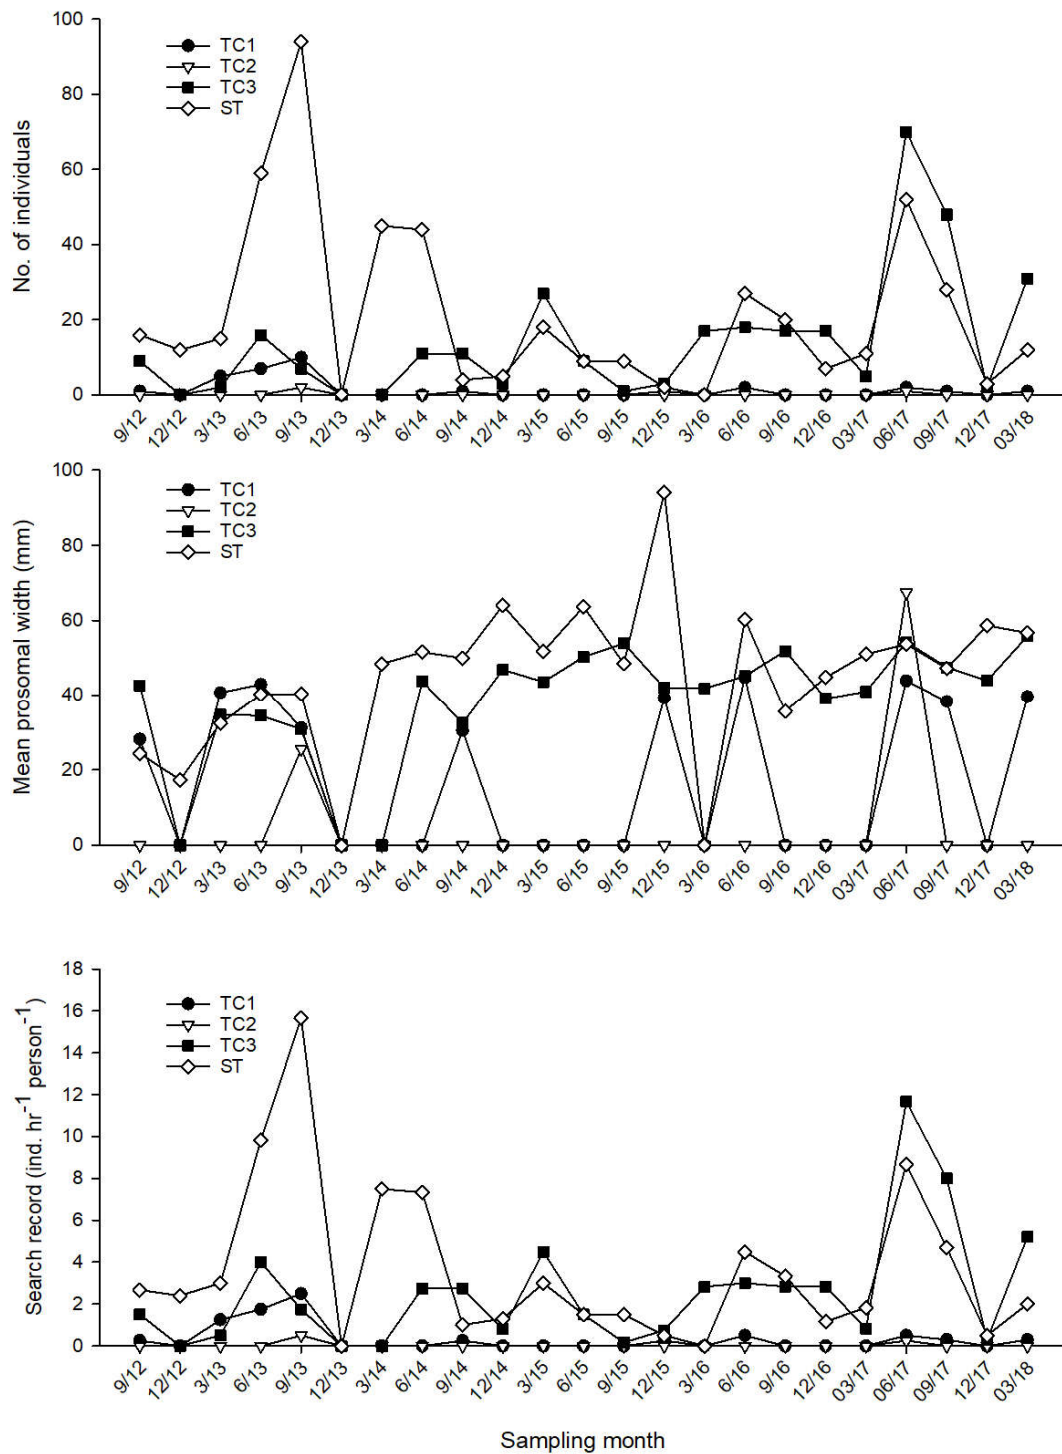 No. of individuals
100
80
60
40
20
0
TC1
TC2
TC3
ST
9/12 12/12 3/13 6/13 9/13 12/13 3/14 6/14 9/14 12/14 3/15 6/15 9/15 12/15 3/16 6/16 9/16 12/16 03/17 06/17 09/17 12/17 03/18
Mean prosomal width (mm)
100
80
60
40
20
0
TC1
TC2
TC3
ST
9/12 12/12 3/13 6/13 9/13 12/13 3/14 6/14 9/14 12/14 3/15 6/15 9/15 12/15 3/16 6/16 9/16 12/16 03/17 06/17 09/17 12/17 03/18
Search record (ind. hr⁻¹ person⁻¹)
18
16
14
12
10
8
6
4
2
0
TC1
TC2
TC3
ST
9/12 12/12 3/13 6/13 9/13 12/13 3/14 6/14 9/14 12/14 3/15 6/15 9/15 12/15 3/16 6/16 9/16 12/16 03/17 06/17 09/17 12/17 03/18
Sampling month